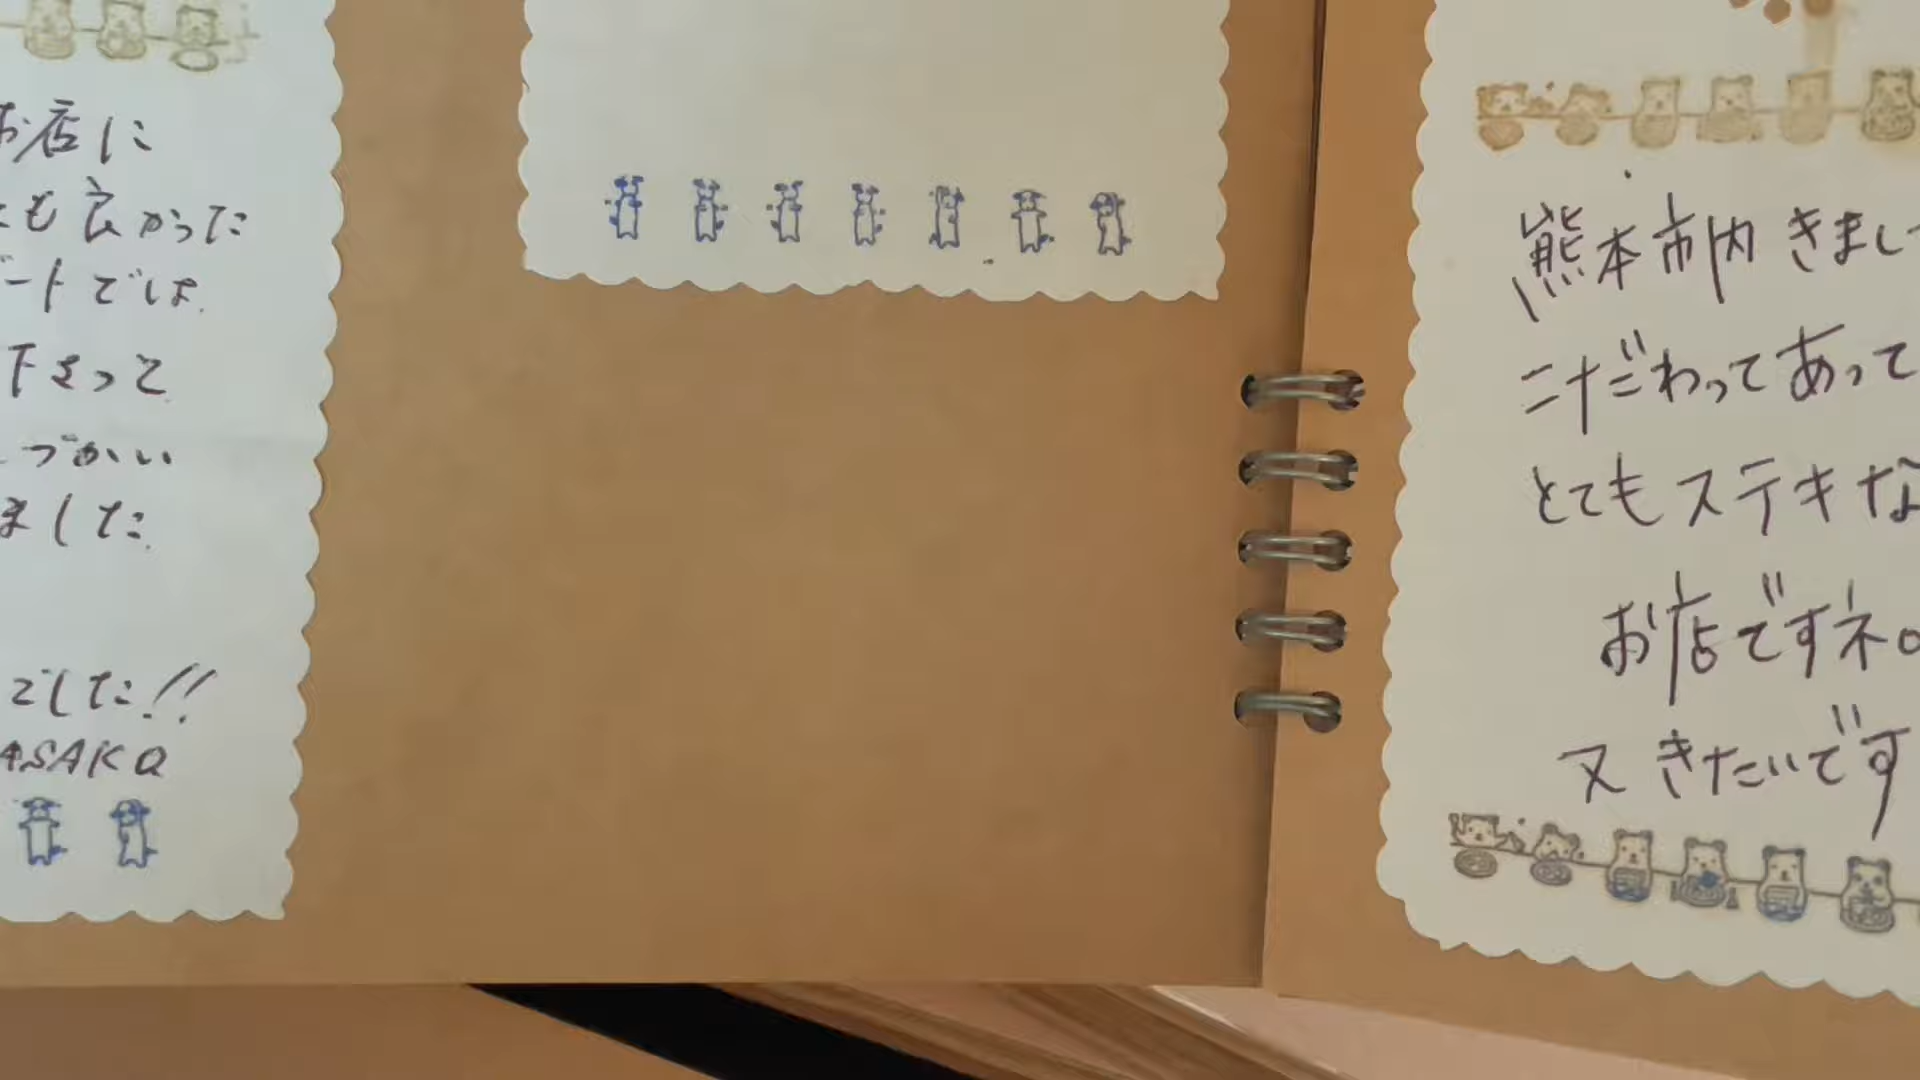 お店に
も良かった
ートでは
下さって
づかい
ました
でした!!
ASAKO
熊本市内きまし
こだわってあって
とてもステキな
お店ですネ。
又きたいです